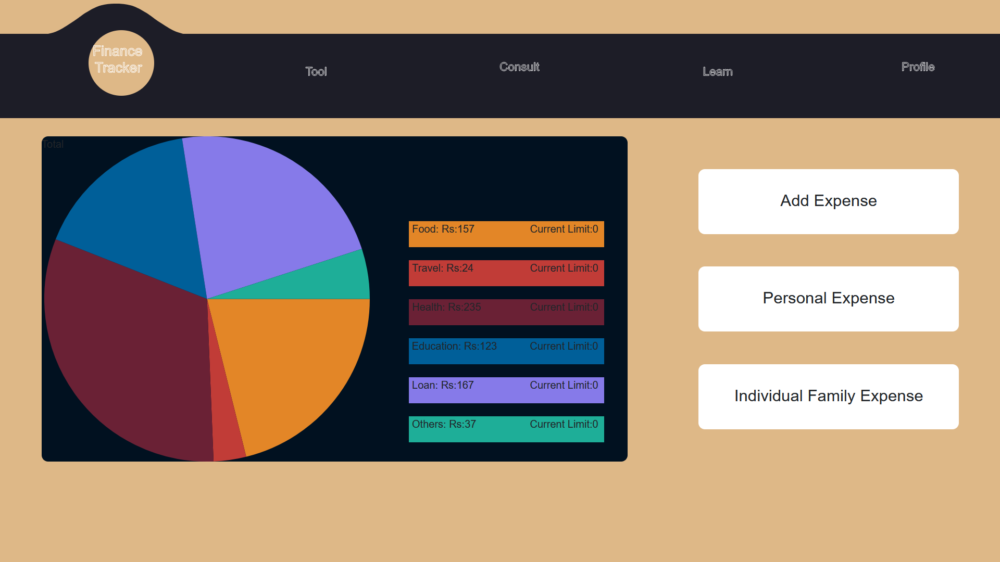 Finance
Tracker
Tool
Consult
Learn
Profile
Total
Food: Rs:157 Current Limit:0
Travel: Rs:24 Current Limit:0
Health: Rs:235 Current Limit:0
Education: Rs:123 Current Limit:0
Loan: Rs:167 Current Limit:0
Others: Rs:37 Current Limit:0
Add Expense
Personal Expense
Individual Family Expense